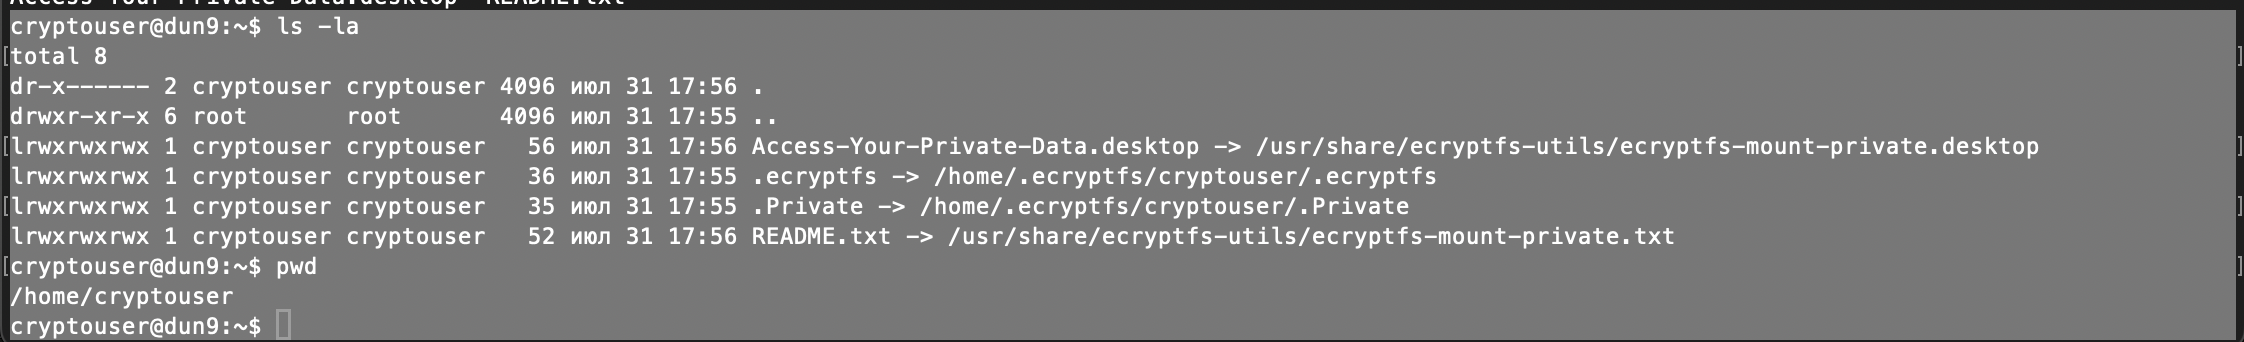 Access-Your-Private-Data.desktop  README.txt
cryptouser@dun9:~$ ls -la
total 8
dr-x------ 2 cryptouser cryptouser 4096 июл 31 17:56 .
drwxr-xr-x 6 root       root       4096 июл 31 17:55 ..
lrwxrwxrwx 1 cryptouser cryptouser   56 июл 31 17:56 Access-Your-Private-Data.desktop -> /usr/share/ecryptfs-utils/ecryptfs-mount-private.desktop
lrwxrwxrwx 1 cryptouser cryptouser   36 июл 31 17:55 .ecryptfs -> /home/.ecryptfs/cryptouser/.ecryptfs
lrwxrwxrwx 1 cryptouser cryptouser   35 июл 31 17:55 .Private -> /home/.ecryptfs/cryptouser/.Private
lrwxrwxrwx 1 cryptouser cryptouser   52 июл 31 17:56 README.txt -> /usr/share/ecryptfs-utils/ecryptfs-mount-private.txt
cryptouser@dun9:~$ pwd
/home/cryptouser
cryptouser@dun9:~$